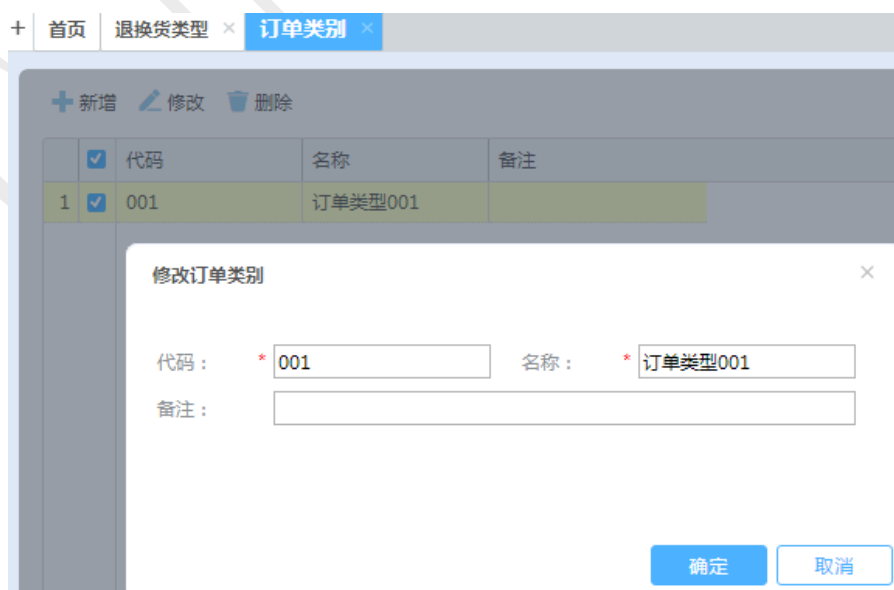 + 首页 退换货类型 × 订单类别 ×
新增 修改 删除
代码 名称 备注
1 001 订单类型001
修改订单类别 ×
代码： * 001 名称： * 订单类型001
备注：
确定 取消